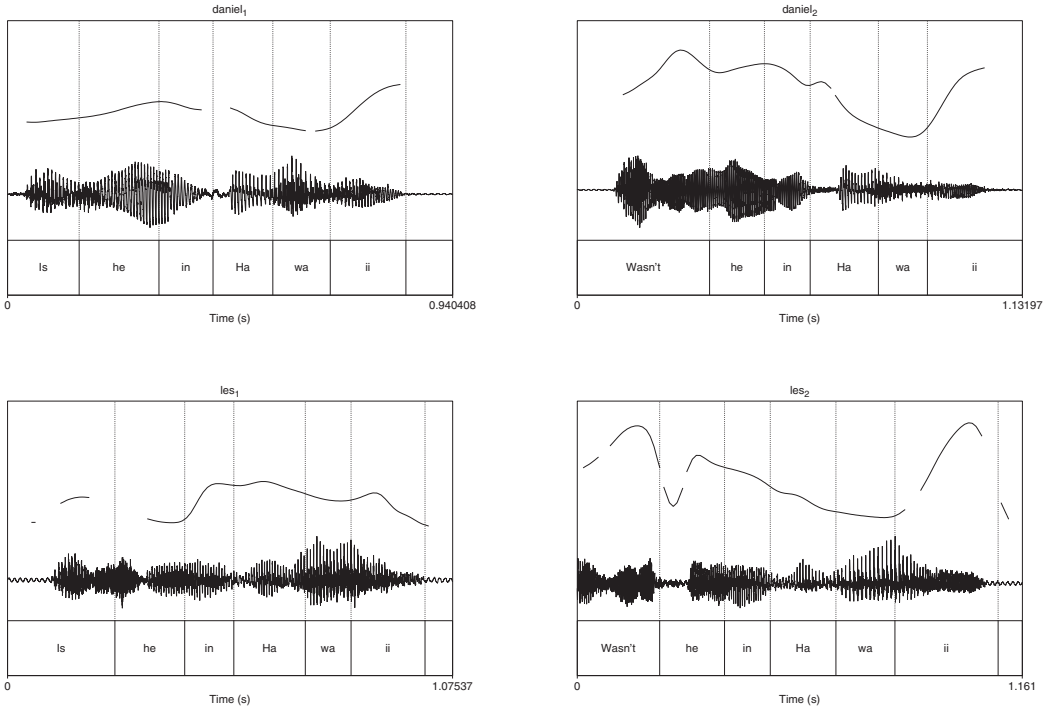 daniel₁
Is he in Ha wa ii
0 0.940408
Time (s)
daniel₂
Wasn't he in Ha wa ii
0 1.13197
Time (s)
les₁
Is he in Ha wa ii
0 1.07537
Time (s)
les₂
Wasn't he in Ha wa ii
0 1.161
Time (s)